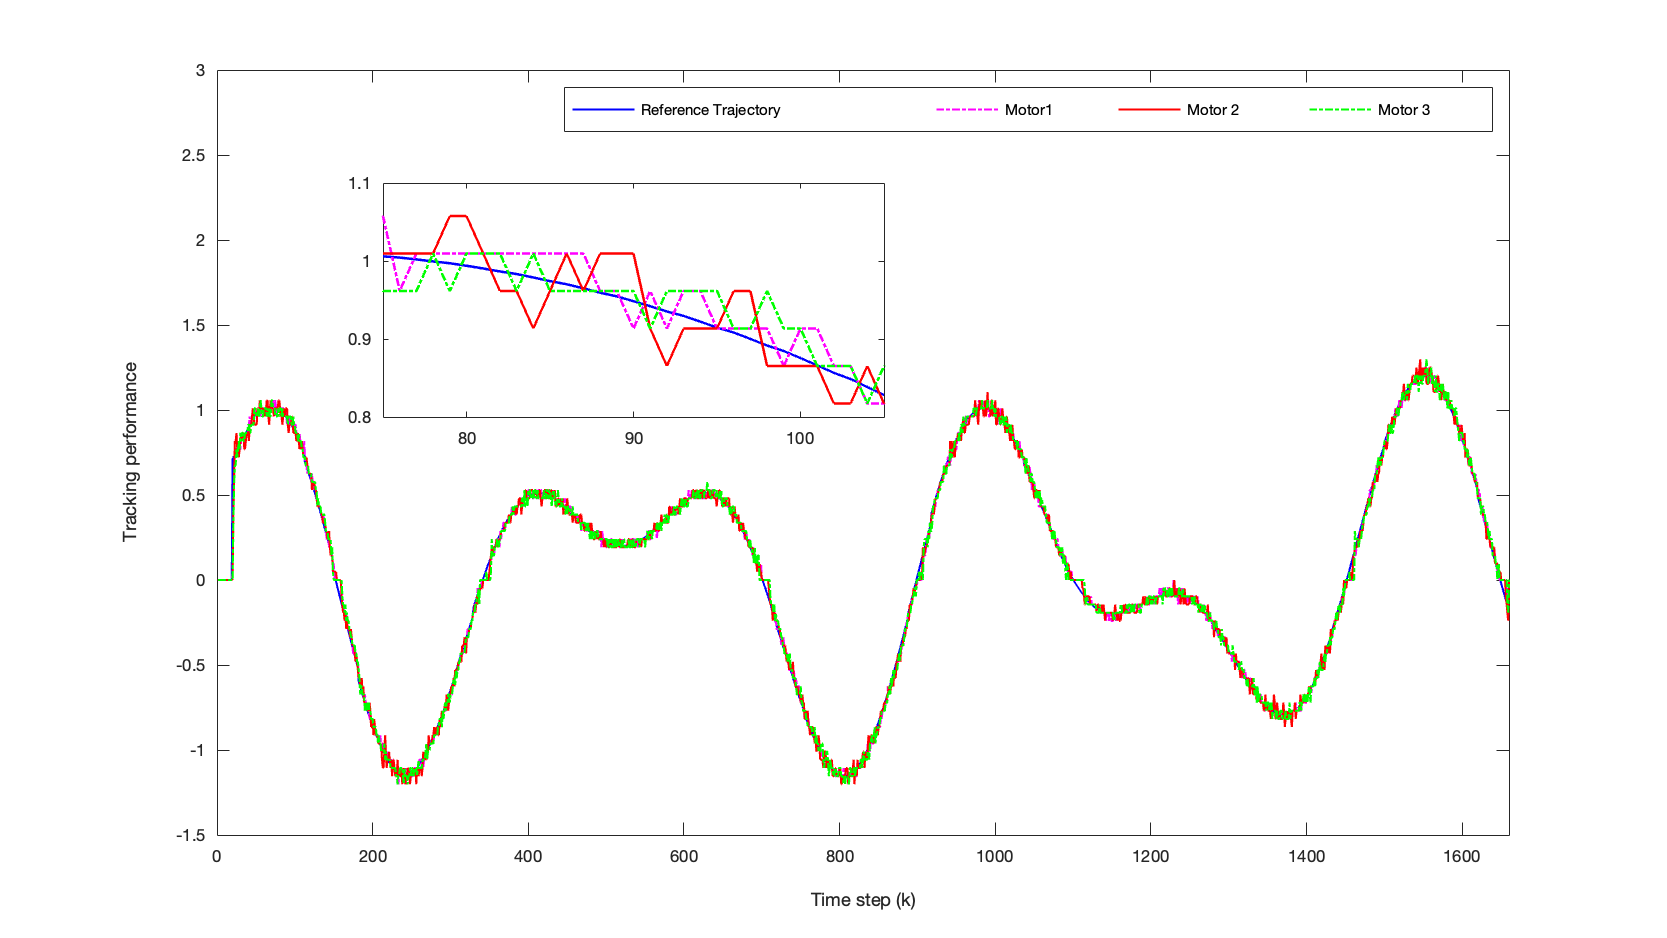 3
Reference Trajectory Motor1 Motor 2 Motor 3
2.5
1.1
2
1
1.5
0.9
1
0.8
80 90 100
0.5
Tracking performance
0
-0.5
-1
-1.5
0 200 400 600 800 1000 1200 1400 1600
Time step (k)